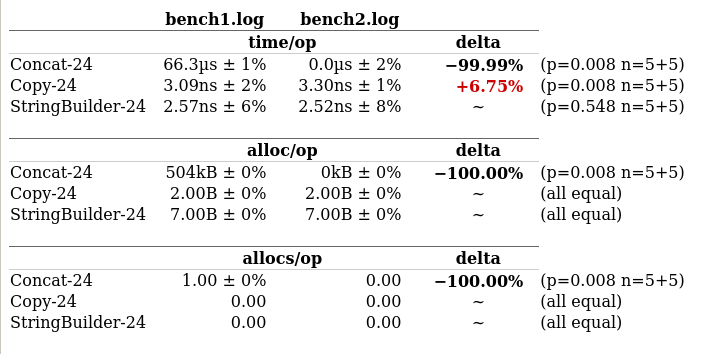 bench1.log bench2.log
time/op delta
Concat-24 66.3µs ± 1% 0.0µs ± 2% −99.99% (p=0.008 n=5+5)
Copy-24 3.09ns ± 2% 3.30ns ± 1% +6.75% (p=0.008 n=5+5)
StringBuilder-24 2.57ns ± 6% 2.52ns ± 8% ~ (p=0.548 n=5+5)
alloc/op delta
Concat-24 504kB ± 0% 0kB ± 0% −100.00% (p=0.008 n=5+5)
Copy-24 2.00B ± 0% 2.00B ± 0% ~ (all equal)
StringBuilder-24 7.00B ± 0% 7.00B ± 0% ~ (all equal)
allocs/op delta
Concat-24 1.00 ± 0% 0.00 −100.00% (p=0.008 n=5+5)
Copy-24 0.00 0.00 ~ (all equal)
StringBuilder-24 0.00 0.00 ~ (all equal)